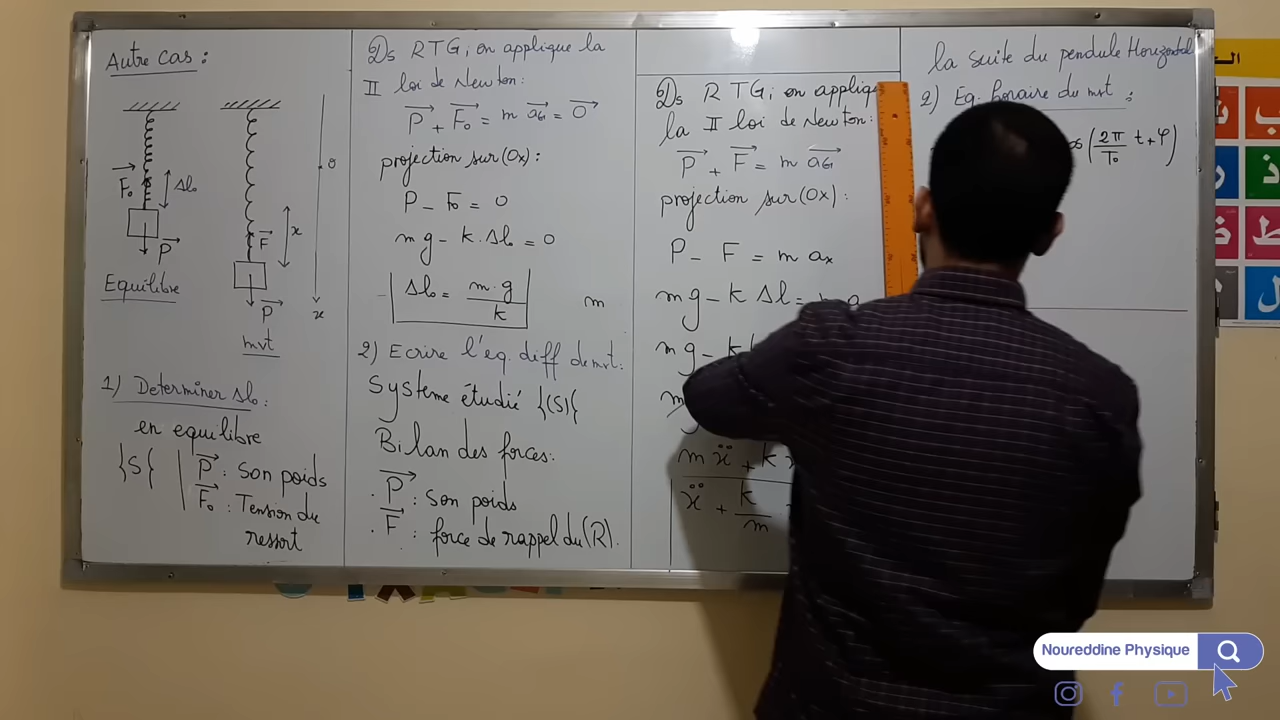 Autre cas :
F₀
Δl₀
P
Equilibre
F
P
mvt
0
x
x
1) Determiner Δl₀ :
en equilibre
{S{
P : Son poids
F₀ : Tension du
ressort
Ds RTG, on applique la
II loi de Newton :
P + F₀ = m aG = 0
projection sur (Ox) :
P - F₀ = 0
mg - k.Δl₀ = 0
Δl₀ = m.g / k
m
2) Ecrire l'eq. diff de mvt :
Systeme étudié {(S){
Bilan des forces :
. P : Son poids
. F : force de rappel du (R).
Ds RTG, on appliqu
la II loi de Newton :
P + F = m aG
projection sur (Ox) :
P - F = m ax
mg - k Δl = m a
mg - k
m
m ẍ + k
ẍ + k / m
la suite du pendule Horizontal
2) Eq. horaire du mvt :
(2π / T₀ t + φ)
ب
ذ
ط
ل
Noureddine Physique